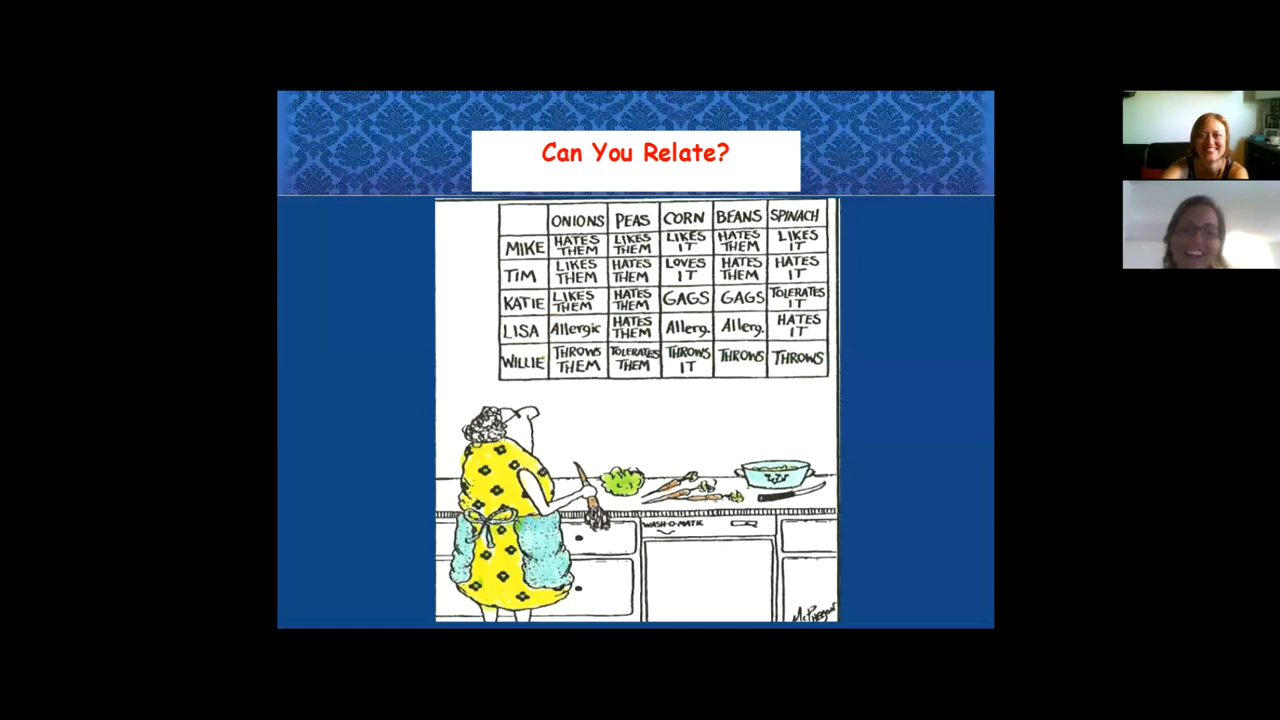 Can You Relate?
ONIONS PEAS CORN BEANS SPINACH
MIKE HATES THEM LIKES THEM LIKES IT HATES THEM LIKES IT
TIM LIKES THEM HATES THEM LOVES IT HATES THEM HATES IT
KATIE LIKES THEM HATES THEM GAGS GAGS TOLERATES IT
LISA Allergic HATES THEM Allerg. Allerg. HATES IT
WILLIE THROWS THEM TOLERATES THEM THROWS IT THROWS THROWS
WASH-O-MATIC
McPHERSON